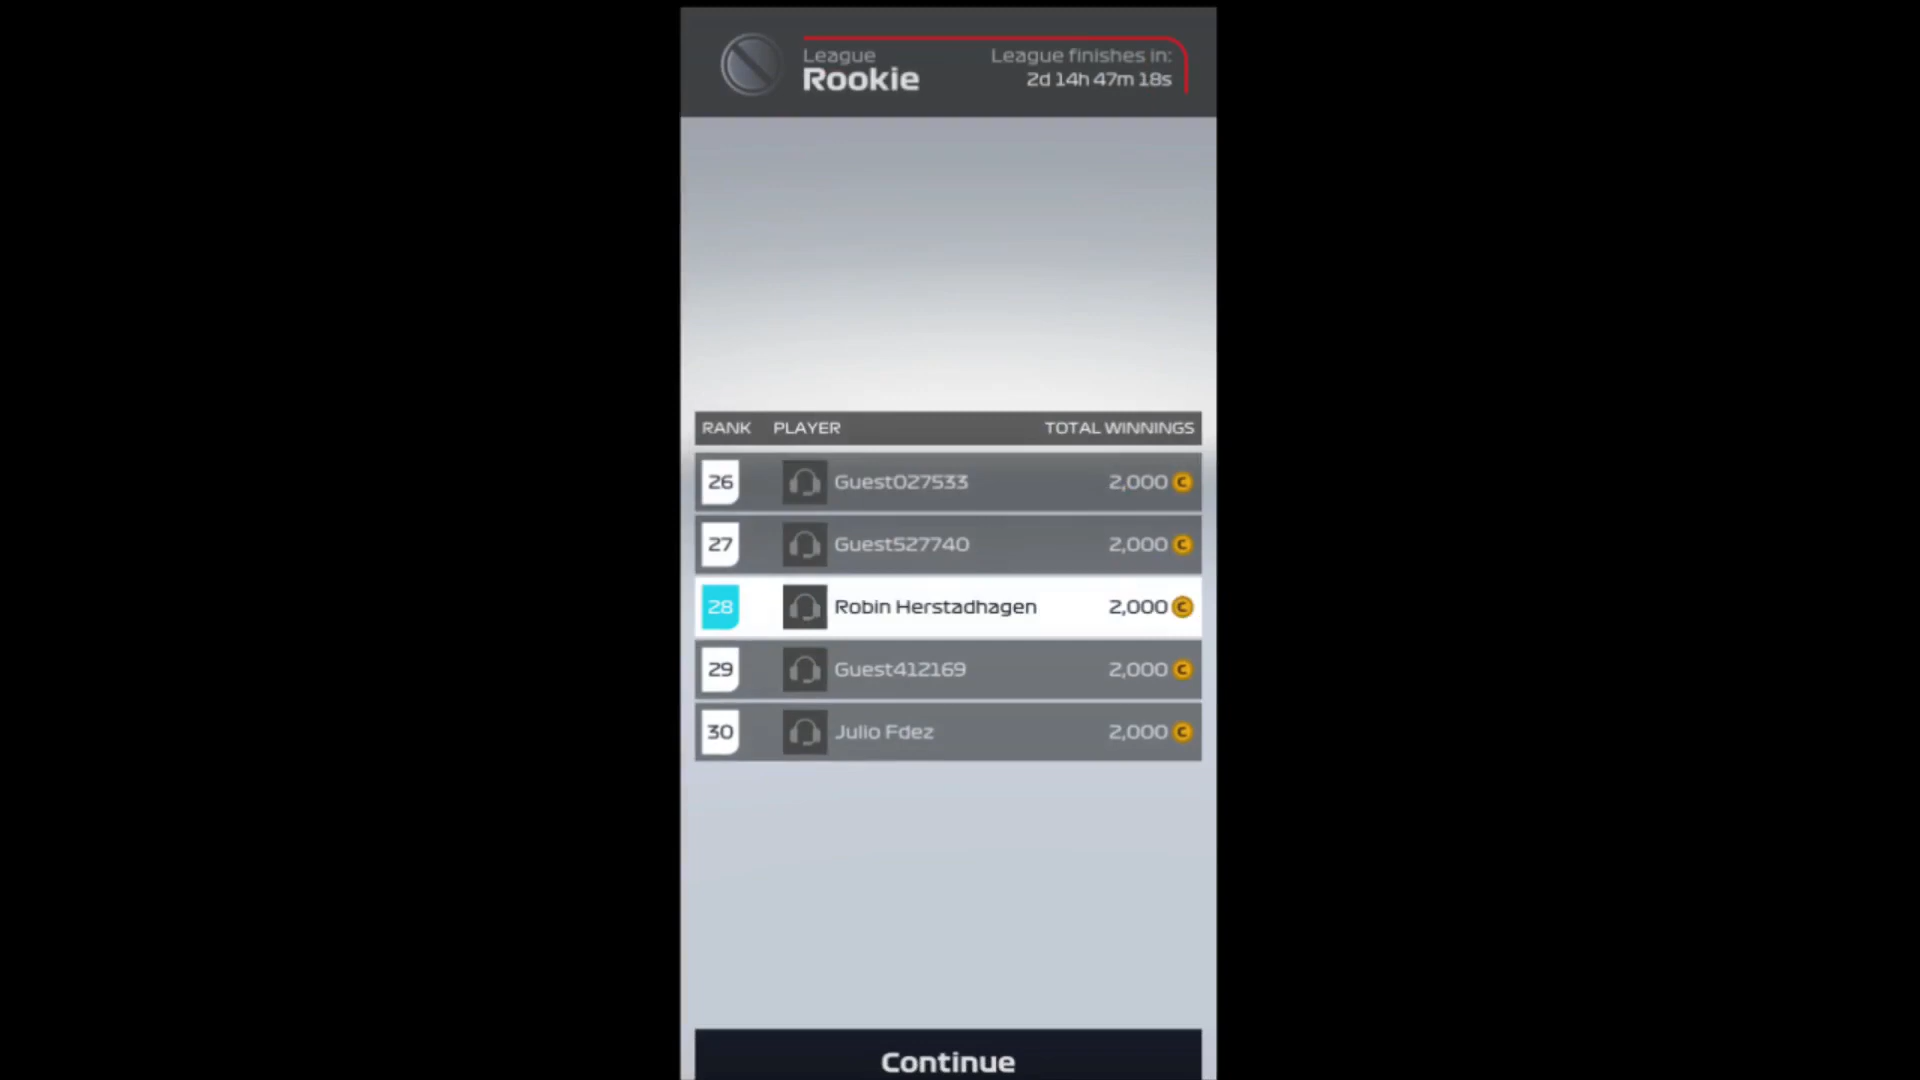 League
Rookie
League finishes in:
2d 14h 47m 18s
RANK PLAYER TOTAL WINNINGS
26 Guest027533 2,000 C
27 Guest527740 2,000 C
28 Robin Herstadhagen 2,000 C
29 Guest412169 2,000 C
30 Julio Fdez 2,000 C
Continue